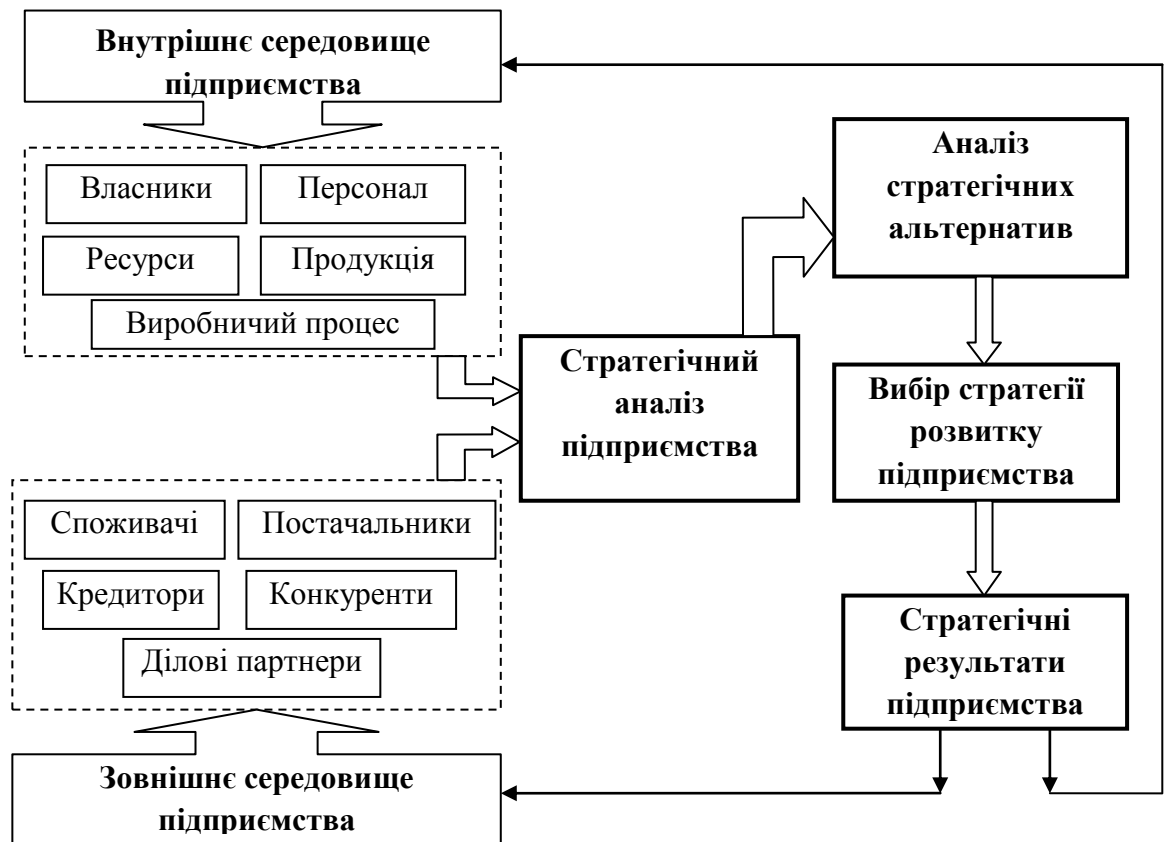 Внутрішнє середовище
підприємства
Власники
Персонал
Ресурси
Продукція
Виробничий процес
Стратегічний
аналіз
підприємства
Споживачі
Постачальники
Кредитори
Конкуренти
Ділові партнери
Зовнішнє середовище
підприємства
Аналіз
стратегічних
альтернатив
Вибір стратегії
розвитку
підприємства
Стратегічні
результати
підприємства